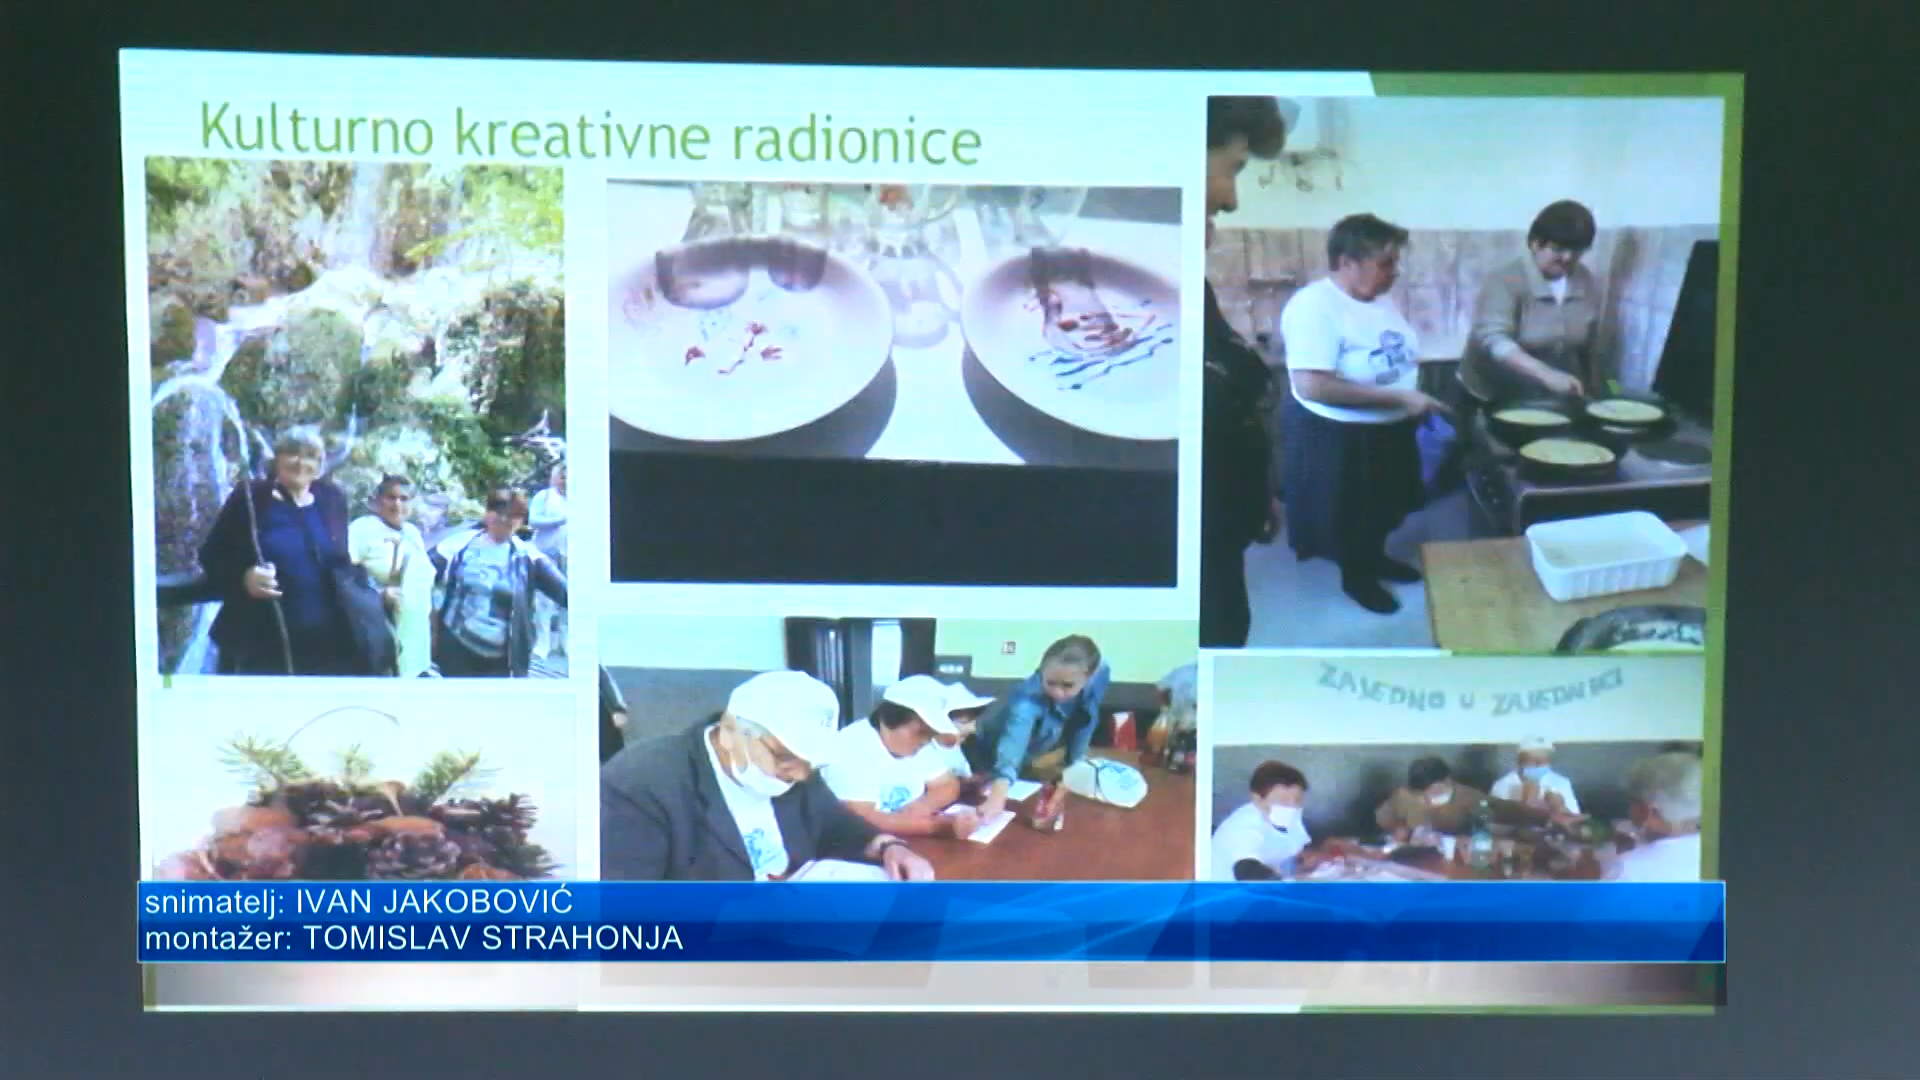 Kulturno kreativne radionice
ZAJEDNO U ZAJEDNICI
snimatelj: IVAN JAKOBOVIĆ
montažer: TOMISLAV STRAHONJA